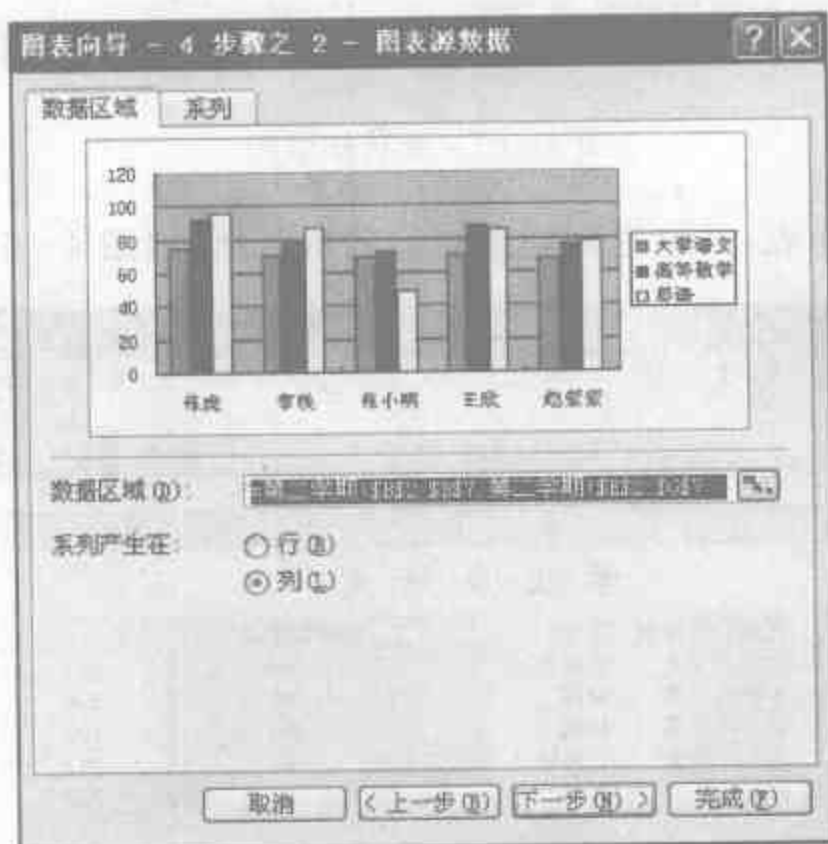 图表向导 - 4 步骤之 2 - 图表源数据
数据区域 系列
120
100
80
60
40
20
0
大学语文
高等数学
英语
李小明 王欣
数据区域(D):
系列产生在:
行(R)
列(L)
取消 < 上一步(B) 下一步(N) > 完成(F)